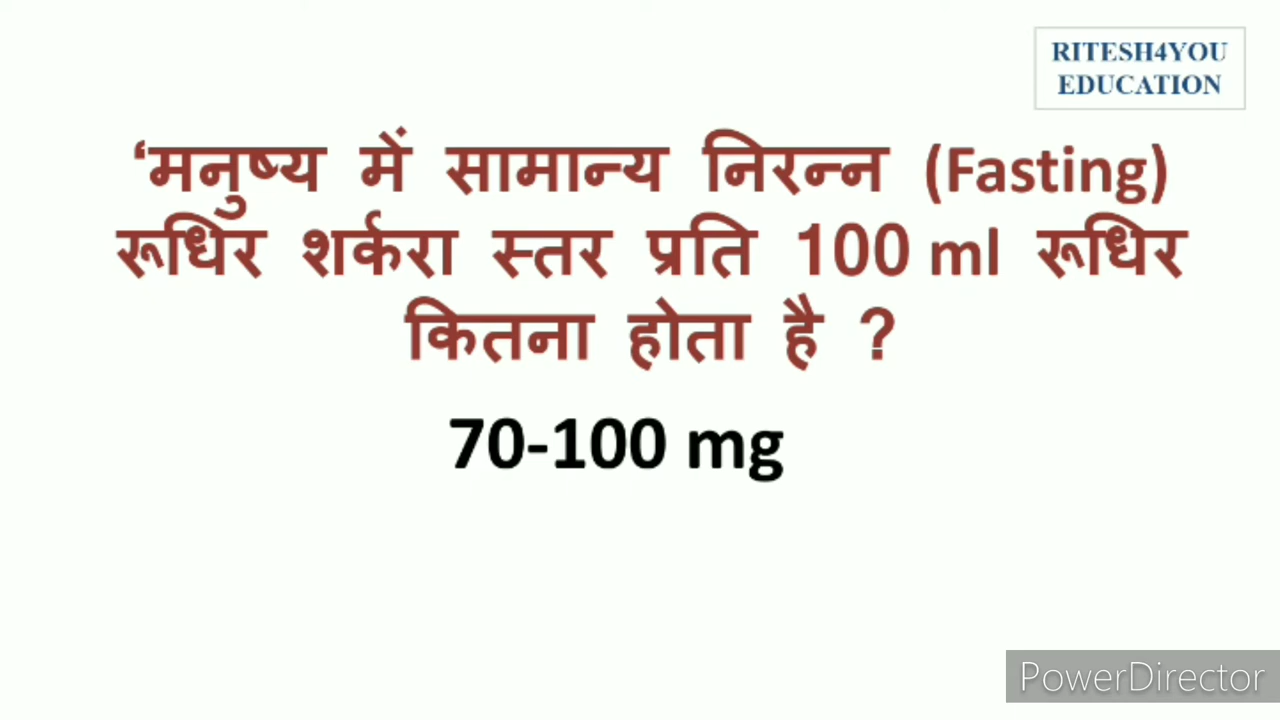 RITESH4YOU
EDUCATION
‘मनुष्य में सामान्य निरन्न (Fasting)
रूधिर शर्करा स्तर प्रति 100 ml रूधिर
कितना होता है ?
70-100 mg
PowerDirector